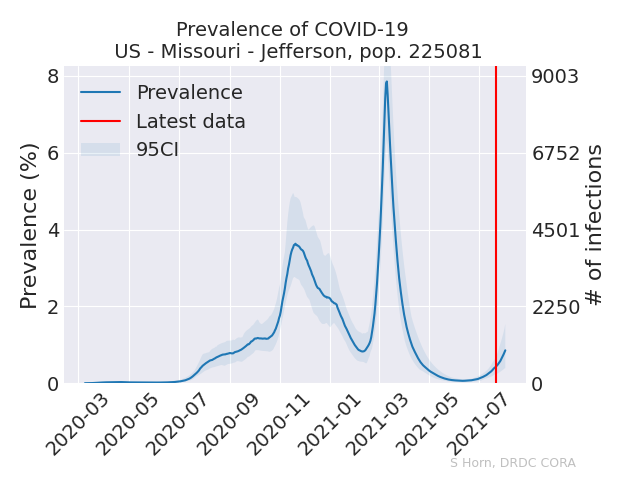 Prevalence of COVID-19
US - Missouri - Jefferson, pop. 225081
Prevalence
Latest data
95CI
Prevalence (%)
8
6
4
2
0
# of infections
9003
6752
4501
2250
0
2020-03
2020-05
2020-07
2020-09
2020-11
2021-01
2021-03
2021-05
2021-07
S Horn, DRDC CORA